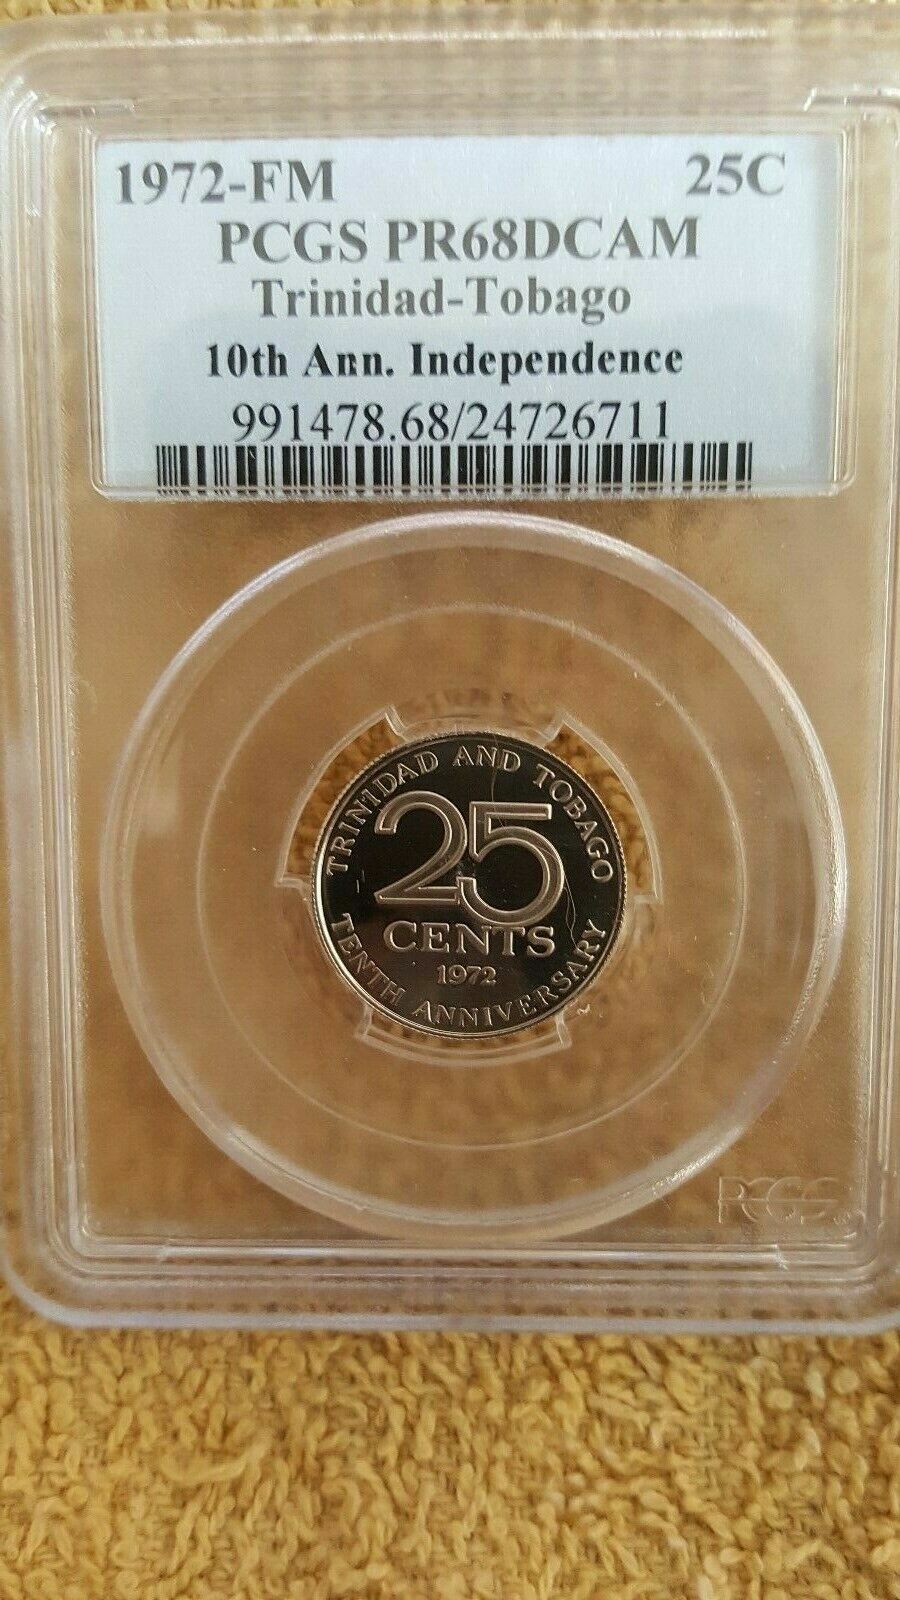 1972-FM 25C
PCGS PR68DCAM
Trinidad-Tobago
10th Ann. Independence
991478.68/24726711
TRINIDAD AND TOBAGO
25
CENTS
1972
TENTH ANNIVERSARY
PCGS